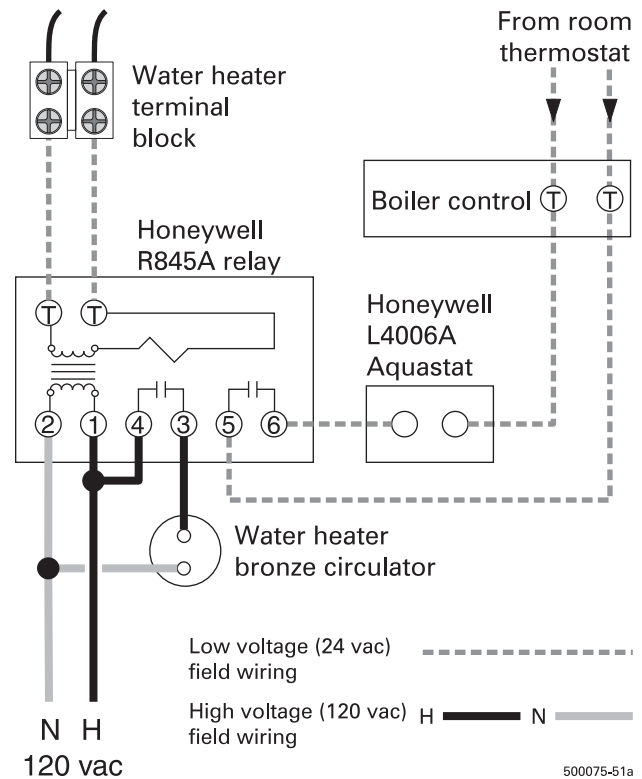 From room
thermostat
Water heater
terminal
block
Boiler control T T
Honeywell
R845A relay
T T
Honeywell
L4006A
Aquastat
2 1 4 3 5 6
Water heater
bronze circulator
Low voltage (24 vac)
field wiring
High voltage (120 vac) H N
field wiring
N H
120 vac
500075-51a